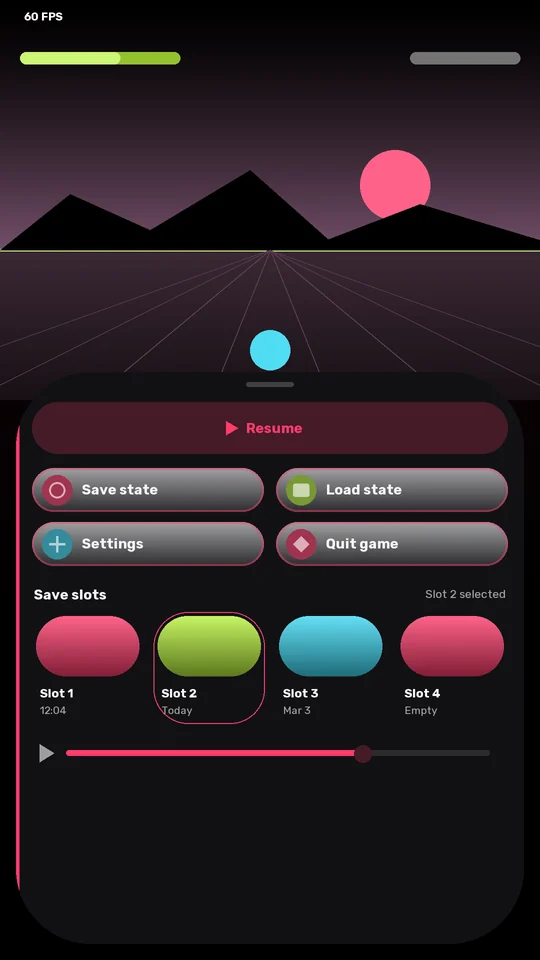 60 FPS
Resume
Save state
Load state
Settings
Quit game
Save slots
Slot 2 selected
Slot 1
Slot 2
Slot 3
Slot 4
12:04
Today
Mar 3
Empty